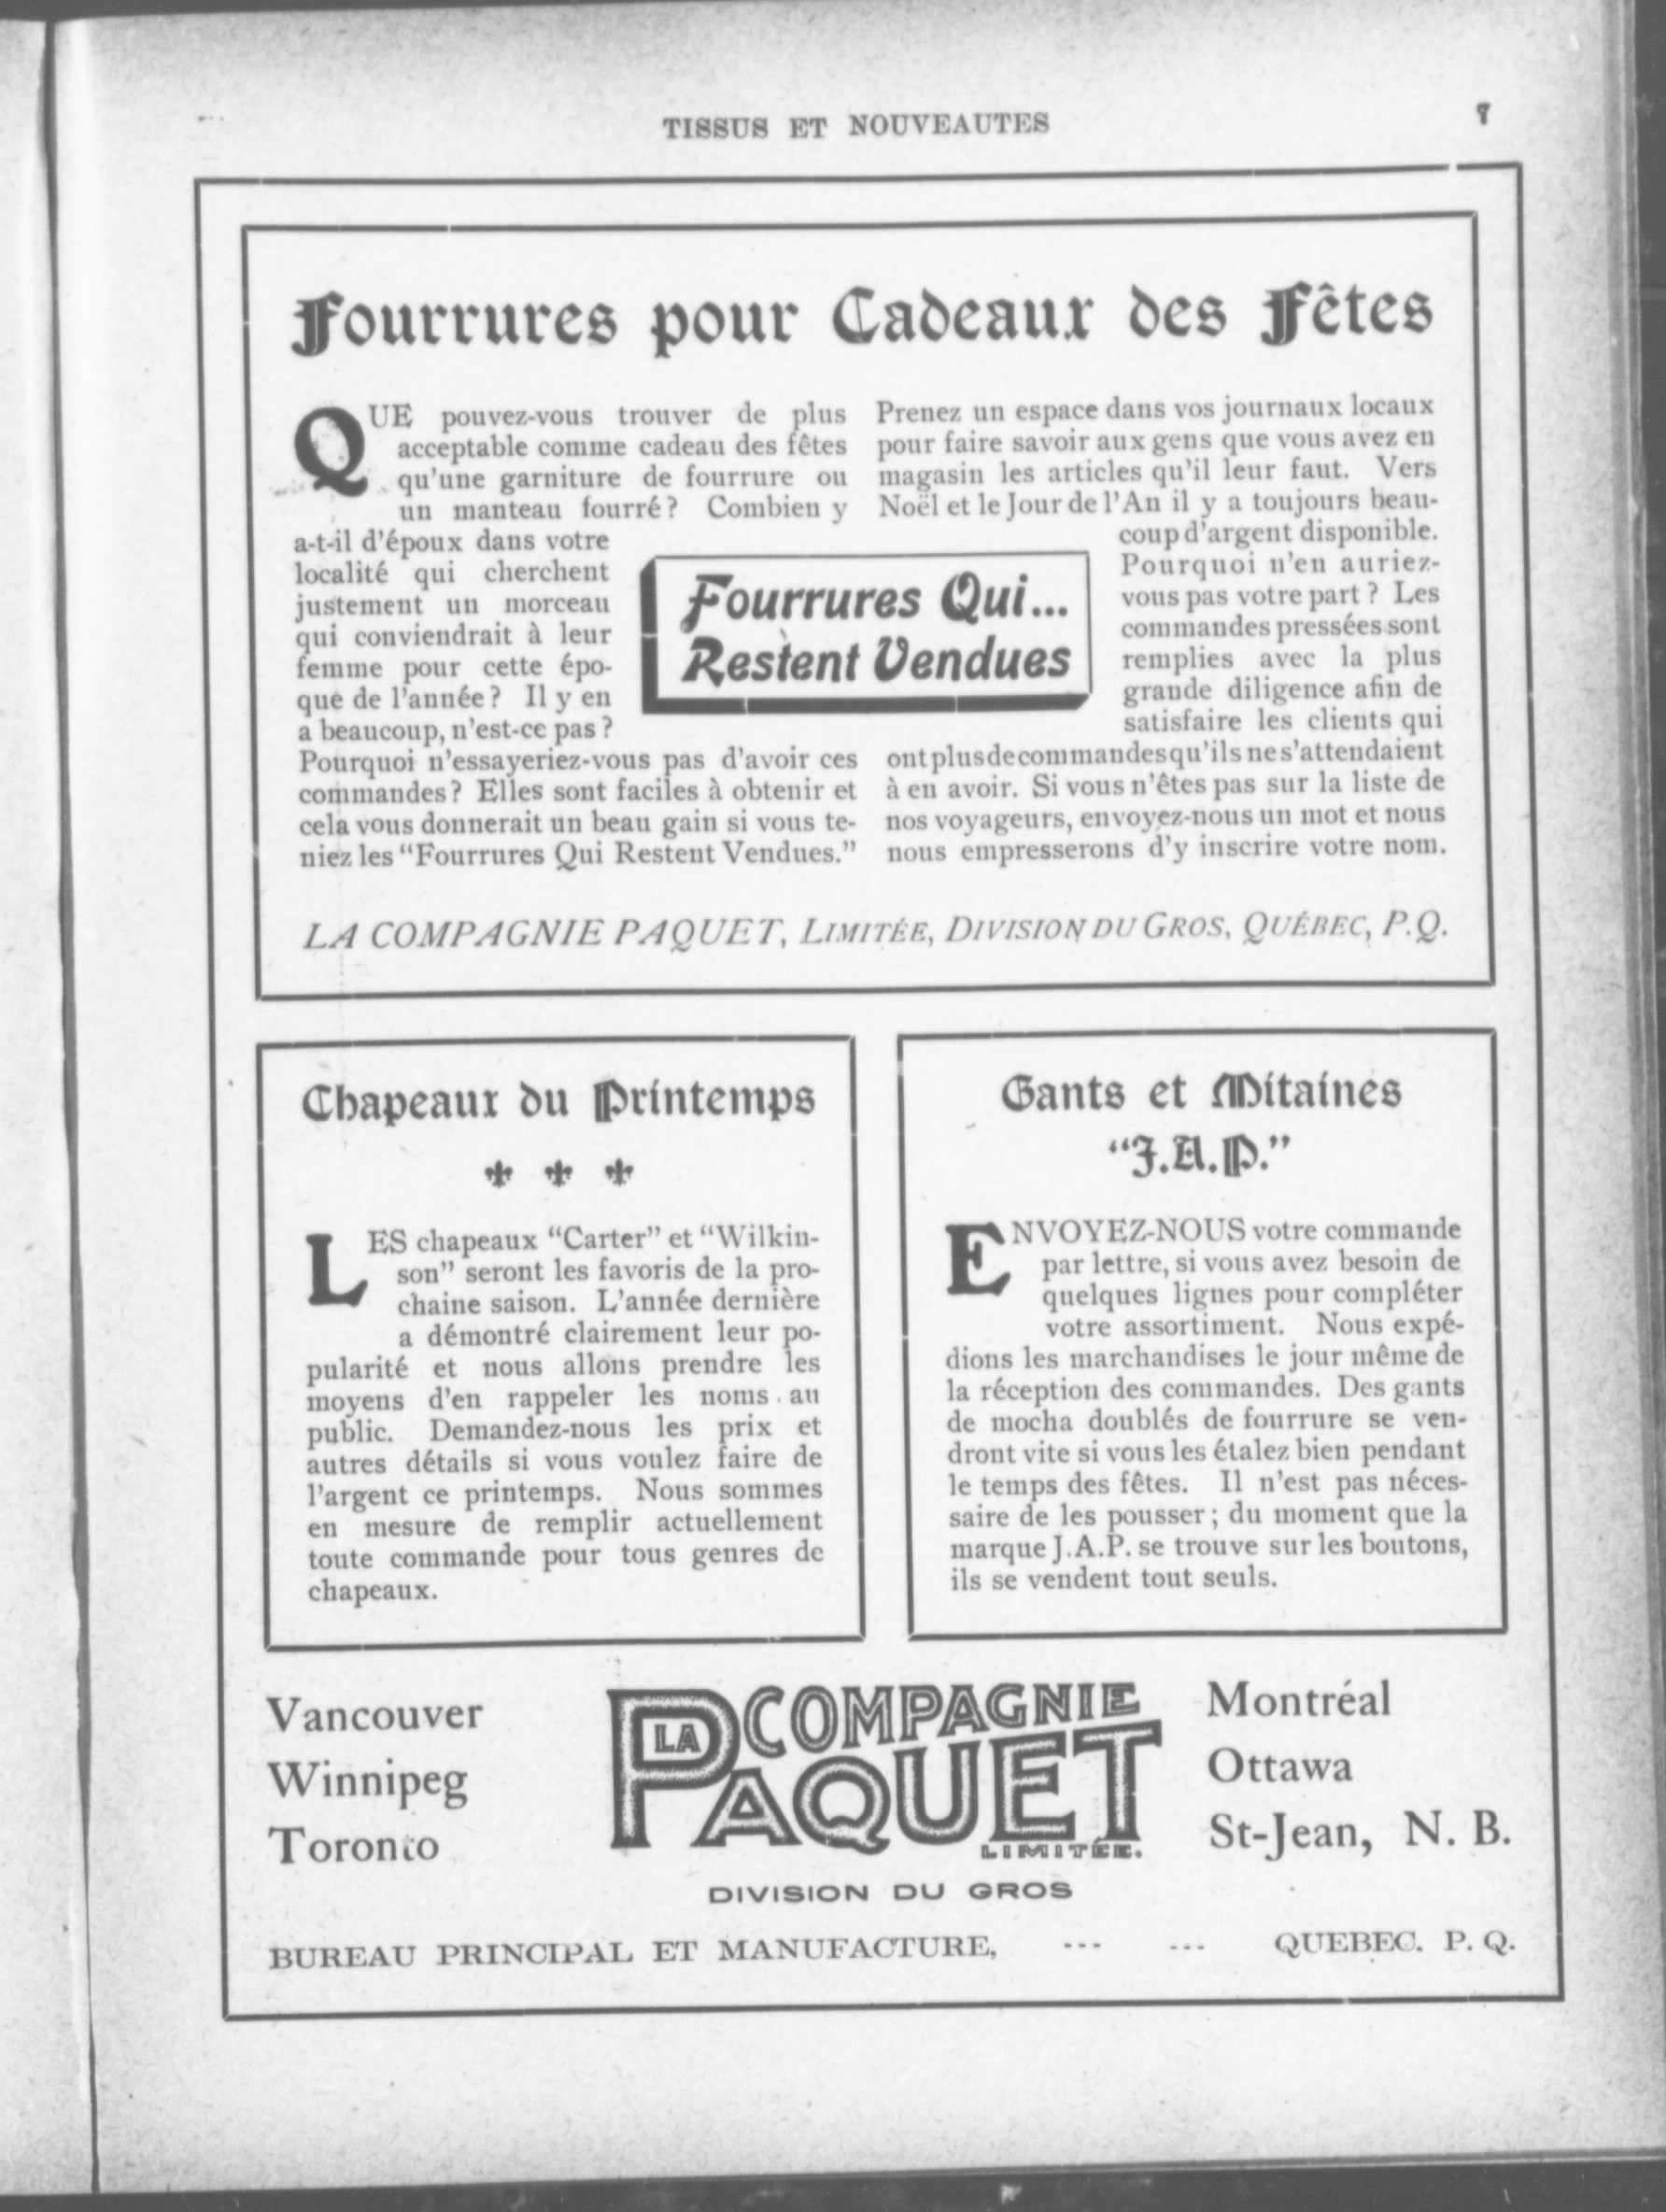 TISSUS ET NOUVEAUTES
7
Fourrures pour Cadeaux des Fêtes
QUE pouvez-vous trouver de plus
acceptable comme cadeau des fêtes
qu'une garniture de fourrure ou
un manteau fourré? Combien y
a-t-il d'époux dans votre
localité qui cherchent
justement un morceau
qui conviendrait à leur
femme pour cette épo-
que de l'année? Il y en
a beaucoup, n'est-ce pas?
Pourquoi n'essayeriez-vous pas d'avoir ces
commandes? Elles sont faciles à obtenir et
cela vous donnerait un beau gain si vous te-
niez les "Fourrures Qui Restent Vendues."
Fourrures Qui...
Restent Vendues
Prenez un espace dans vos journaux locaux
pour faire savoir aux gens que vous avez en
magasin les articles qu'il leur faut. Vers
Noël et le Jour de l'An il y a toujours beau-
coup d'argent disponible.
Pourquoi n'en auriez-
vous pas votre part? Les
commandes pressées sont
remplies avec la plus
grande diligence afin de
satisfaire les clients qui
ont plus de commandes qu'ils ne s'attendaient
à en avoir. Si vous n'êtes pas sur la liste de
nos voyageurs, envoyez-nous un mot et nous
nous empresserons d'y inscrire votre nom.
LA COMPAGNIE PAQUET, LIMITÉE, DIVISION DU GROS, QUÉBEC, P.Q.
Chapeaux du Printemps
LES chapeaux "Carter" et "Wilkin-
son" seront les favoris de la pro-
chaine saison. L'année dernière
a démontré clairement leur po-
pularité et nous allons prendre les
moyens d'en rappeler les noms au
public. Demandez-nous les prix et
autres détails si vous voulez faire de
l'argent ce printemps. Nous sommes
en mesure de remplir actuellement
toute commande pour tous genres de
chapeaux.
Gants et Mitaines
"J.A.P."
ENVOYEZ-NOUS votre commande
par lettre, si vous avez besoin de
quelques lignes pour compléter
votre assortiment. Nous expé-
dions les marchandises le jour même de
la réception des commandes. Des gants
de mocha doublés de fourrure se ven-
dront vite si vous les étalez bien pendant
le temps des fêtes. Il n'est pas néces-
saire de les pousser; du moment que la
marque J.A.P. se trouve sur les boutons,
ils se vendent tout seuls.
Vancouver
Winnipeg
Toronto
LA COMPAGNIE
PAQUET
LIMITÉE.
DIVISION DU GROS
Montréal
Ottawa
St-Jean, N. B.
BUREAU PRINCIPAL ET MANUFACTURE, --- --- QUEBEC. P. Q.